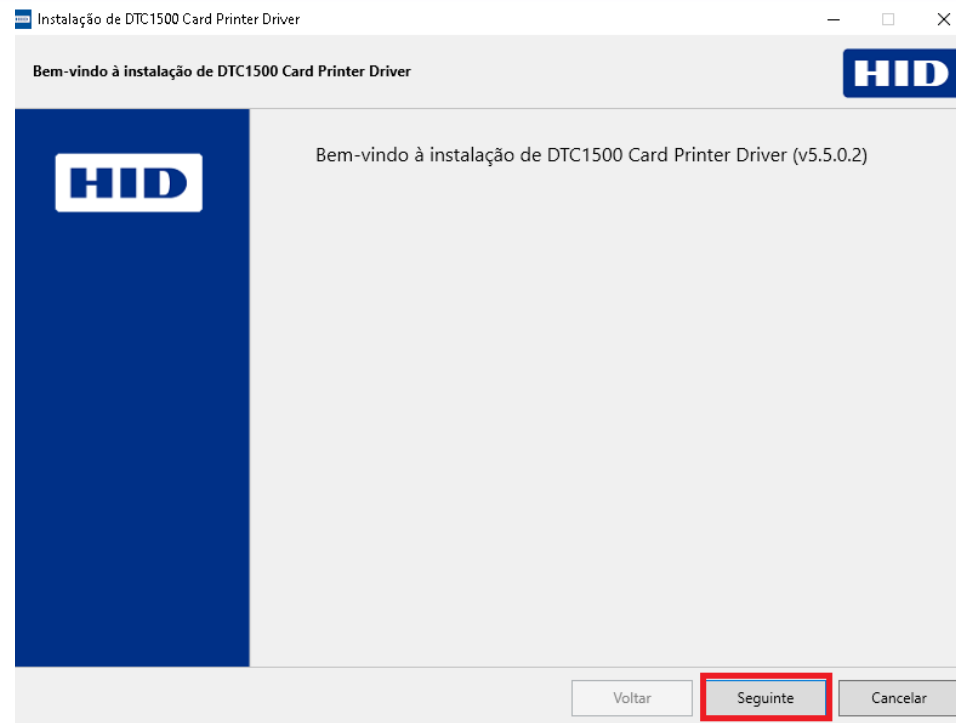 Instalação de DTC1500 Card Printer Driver
Bem-vindo à instalação de DTC1500 Card Printer Driver
HID
HID
Bem-vindo à instalação de DTC1500 Card Printer Driver (v5.5.0.2)
Voltar
Seguinte
Cancelar